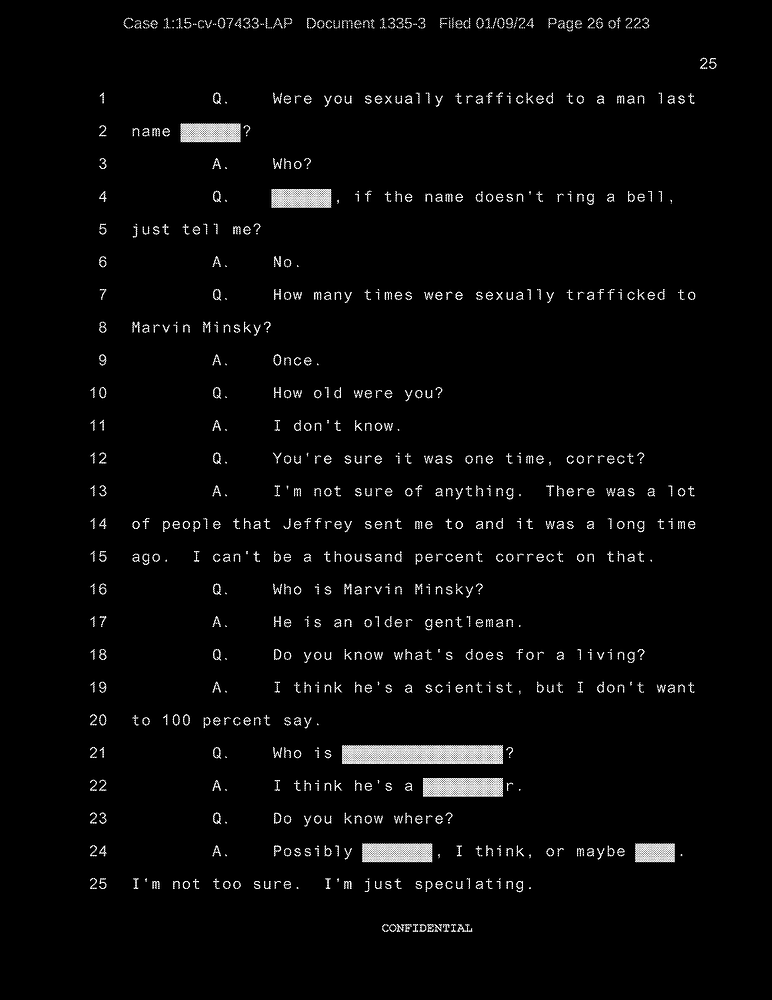 Case 1:15-cv-07433-LAP Document 1335-3 Filed 01/09/24 Page 26 of 223
25
1 Q. Were you sexually trafficked to a man last
2 name ?
3 A. Who?
4 Q. , if the name doesn't ring a bell,
5 just tell me?
6 A. No.
7 Q. How many times were sexually trafficked to
8 Marvin Minsky?
9 A. Once.
10 Q. How old were you?
11 A. I don't know.
12 Q. You're sure it was one time, correct?
13 A. I'm not sure of anything. There was a lot
14 of people that Jeffrey sent me to and it was a long time
15 ago. I can't be a thousand percent correct on that.
16 Q. Who is Marvin Minsky?
17 A. He is an older gentleman.
18 Q. Do you know what's does for a living?
19 A. I think he's a scientist, but I don't want
20 to 100 percent say.
21 Q. Who is ?
22 A. I think he's a r.
23 Q. Do you know where?
24 A. Possibly , I think, or maybe .
25 I'm not too sure. I'm just speculating.
CONFIDENTIAL